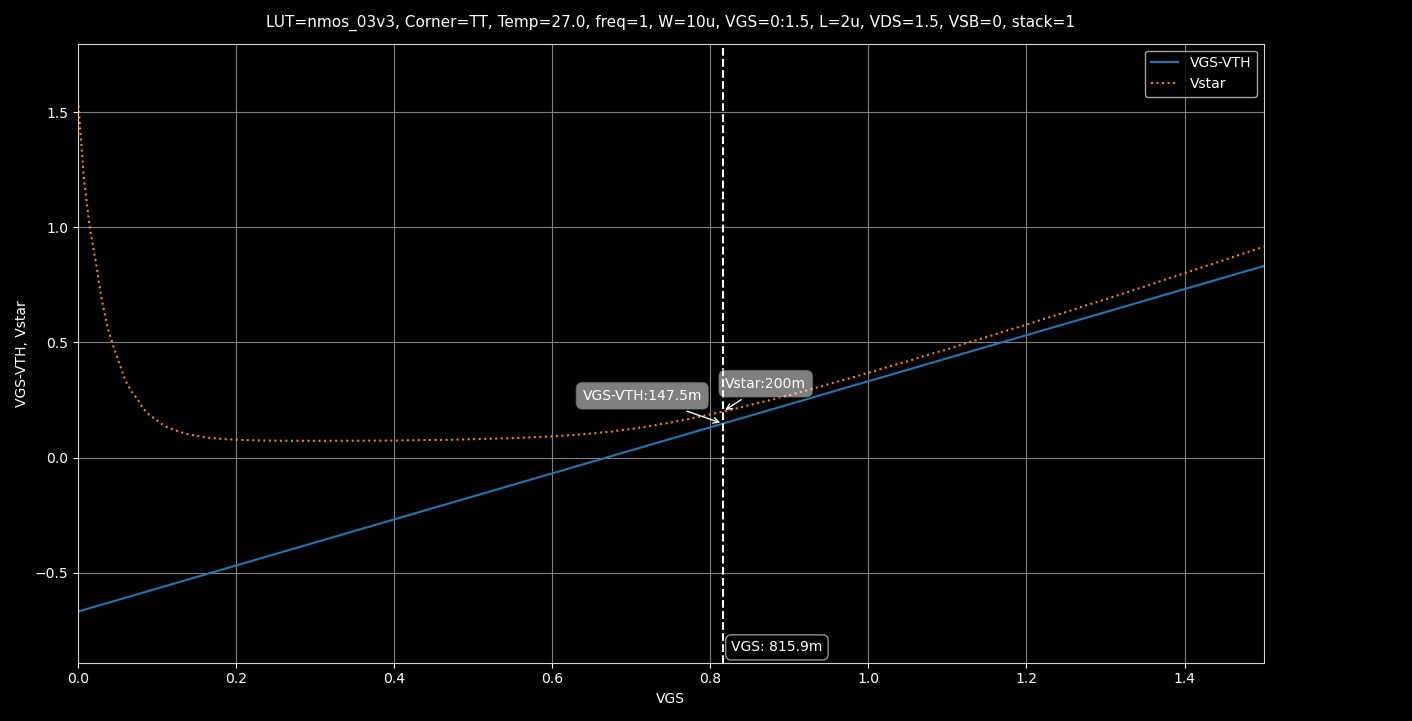 LUT=nmos_03v3, Corner=TT, Temp=27.0, freq=1, W=10u, VGS=0:1.5, L=2u, VDS=1.5, VSB=0, stack=1
VGS-VTH
Vstar
1.5
1.0
0.5
0.0
−0.5
VGS-VTH, Vstar
VGS-VTH:147.5m
Vstar:200m
VGS: 815.9m
0.0
0.2
0.4
0.6
0.8
1.0
1.2
1.4
VGS